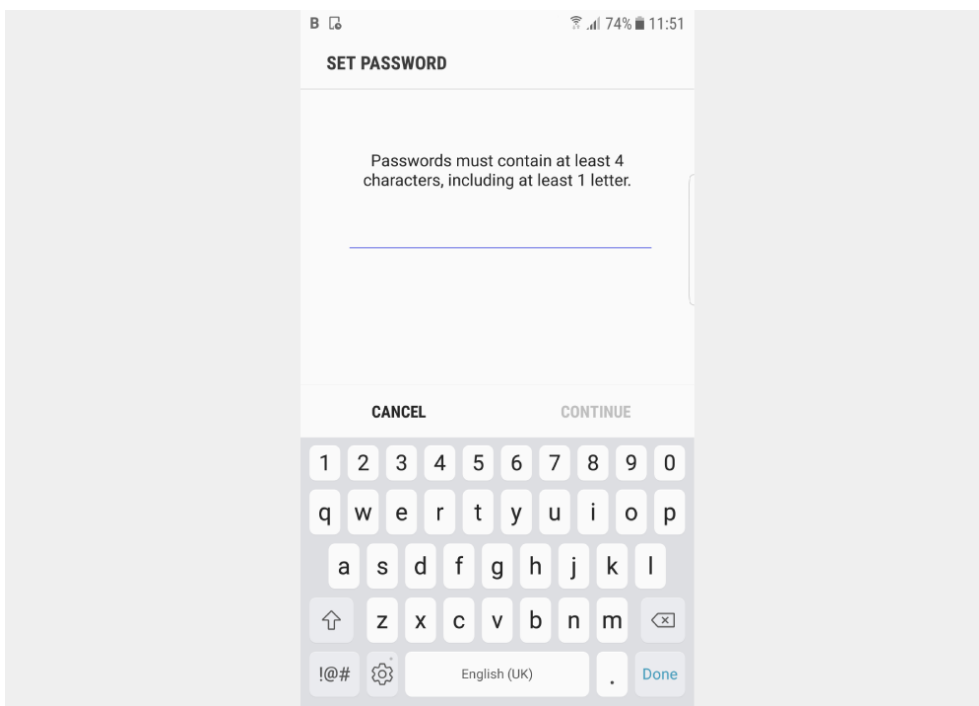 B 74% 11:51
SET PASSWORD
Passwords must contain at least 4
characters, including at least 1 letter.
CANCEL CONTINUE
1 2 3 4 5 6 7 8 9 0
q w e r t y u i o p
a s d f g h j k l
z x c v b n m
!@# English (UK) . Done